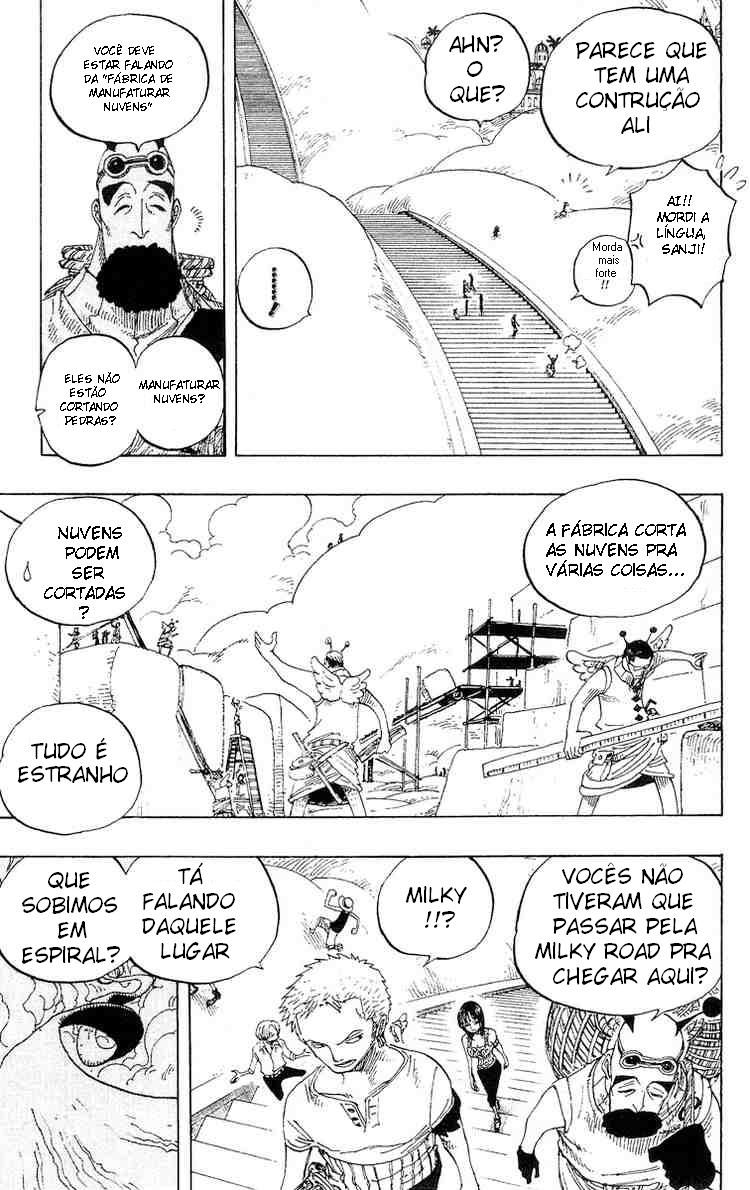 PARECE QUE
TEM UMA
CONTRUÇÃO
ALI
AHN?
O
QUE?
AI!!
MORDI A
LÍNGUA,
SANJI!
Morda
mais
forte
!!
VOCÊ DEVE
ESTAR FALANDO
DA "FÁBRICA DE
MANUFATURAR
NUVENS"
MANUFATURAR
NUVENS?
ELES NÃO
ESTÃO
CORTANDO
PEDRAS?
A FÁBRICA CORTA
AS NUVENS PRA
VÁRIAS COISAS...
NUVENS
PODEM
SER
CORTADAS
?
TUDO É
ESTRANHO
VOCÊS NÃO
TIVERAM QUE
PASSAR PELA
MILKY ROAD PRA
CHEGAR AQUI?
MILKY
!!?
TÁ
FALANDO
DAQUELE
LUGAR
QUE
SOBIMOS
EM
ESPIRAL?